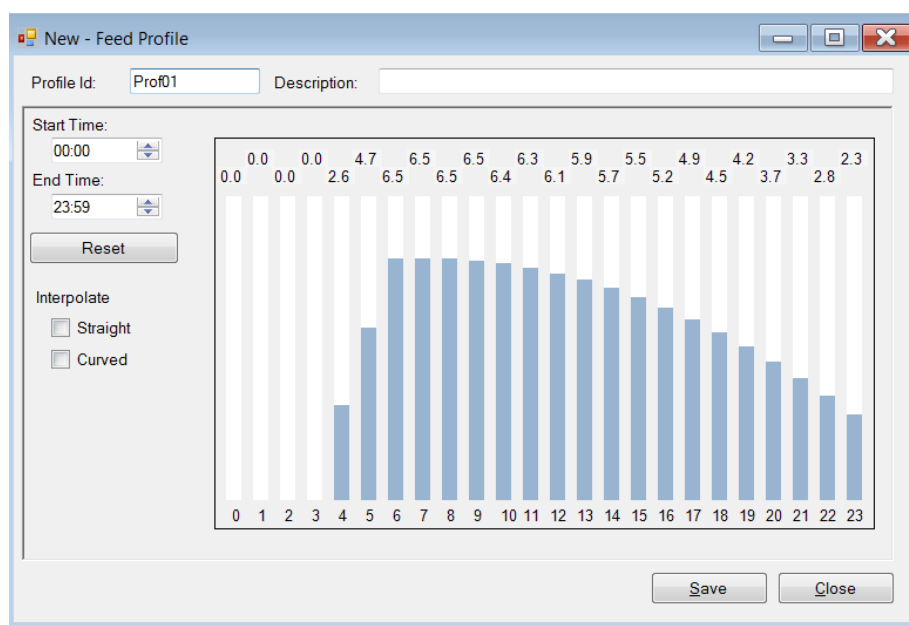 New - Feed Profile
Profile Id: Prof01 Description:
Start Time:
00:00
End Time:
23:59
Reset
Interpolate
Straight
Curved
0.0 0.0 4.7 6.5 6.5 6.3 5.9 5.5 4.9 4.2 3.3 2.3
0.0 0.0 2.6 6.5 6.5 6.4 6.1 5.7 5.2 4.5 3.7 2.8
0 1 2 3 4 5 6 7 8 9 10 11 12 13 14 15 16 17 18 19 20 21 22 23
Save Close